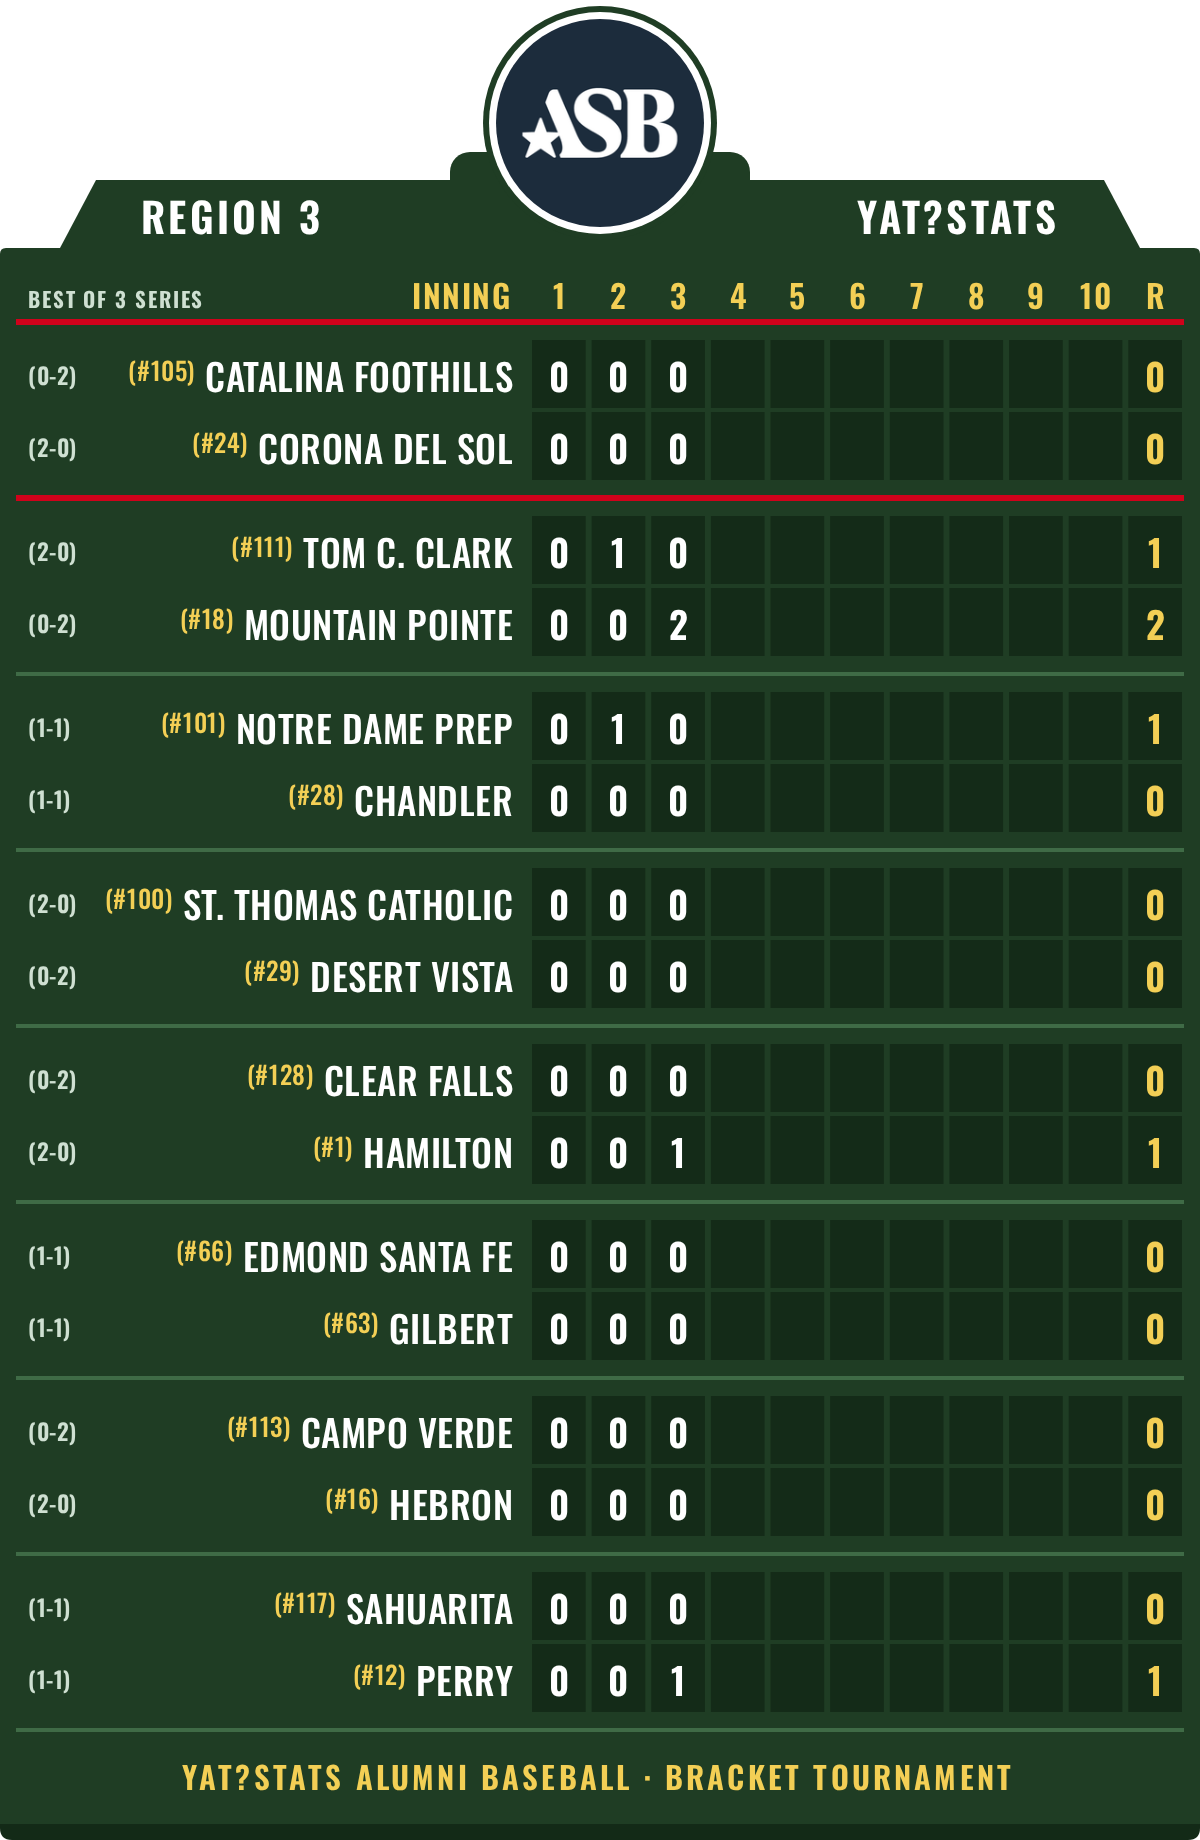 ASB
REGION 3 YAT?STATS
BEST OF 3 SERIES INNING 1 2 3 4 5 6 7 8 9 10 R
(0-2) (#105) CATALINA FOOTHILLS 0 0 0 0
(2-0) (#24) CORONA DEL SOL 0 0 0 0
(2-0) (#111) TOM C. CLARK 0 1 0 1
(0-2) (#18) MOUNTAIN POINTE 0 0 2 2
(1-1) (#101) NOTRE DAME PREP 0 1 0 1
(1-1) (#28) CHANDLER 0 0 0 0
(2-0) (#100) ST. THOMAS CATHOLIC 0 0 0 0
(0-2) (#29) DESERT VISTA 0 0 0 0
(0-2) (#128) CLEAR FALLS 0 0 0 0
(2-0) (#1) HAMILTON 0 0 1 1
(1-1) (#66) EDMOND SANTA FE 0 0 0 0
(1-1) (#63) GILBERT 0 0 0 0
(0-2) (#113) CAMPO VERDE 0 0 0 0
(2-0) (#16) HEBRON 0 0 0 0
(1-1) (#117) SAHUARITA 0 0 0 0
(1-1) (#12) PERRY 0 0 1 1
YAT?STATS ALUMNI BASEBALL · BRACKET TOURNAMENT